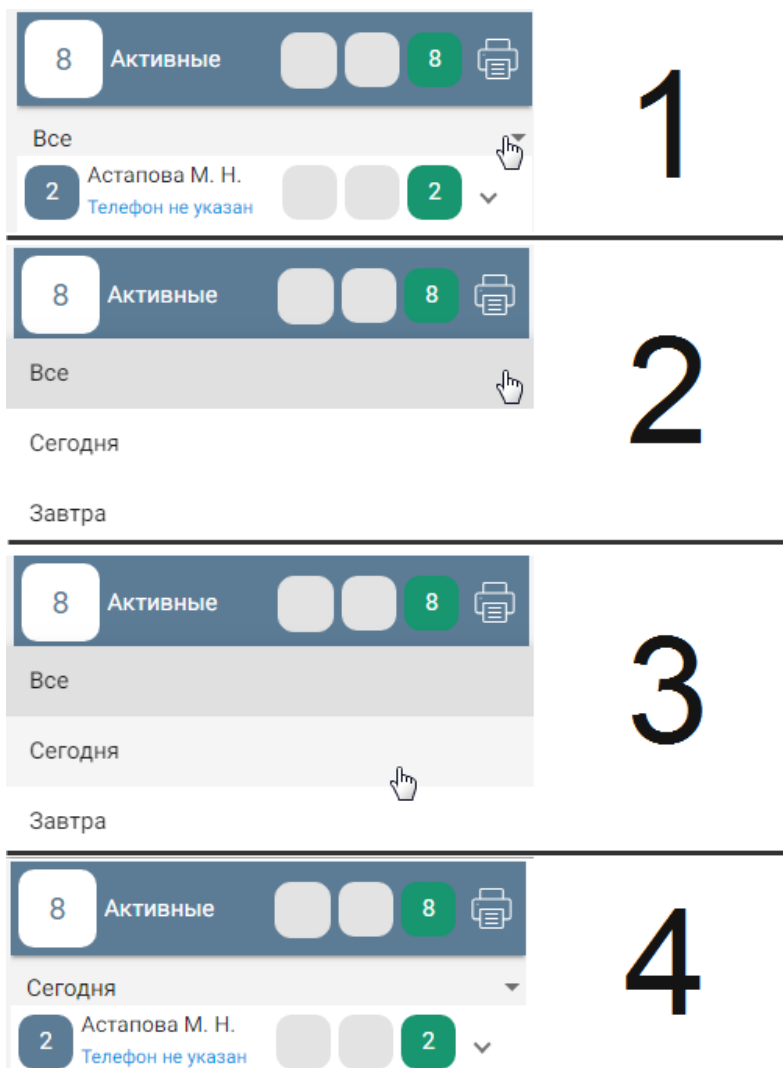 8 Активные 8
1
Все
2 Астапова М. Н. 2
Телефон не указан
8 Активные 8
2
Все
Сегодня
Завтра
8 Активные 8
3
Все
Сегодня
Завтра
8 Активные 8
4
Сегодня
2 Астапова М. Н. 2
Телефон не указан